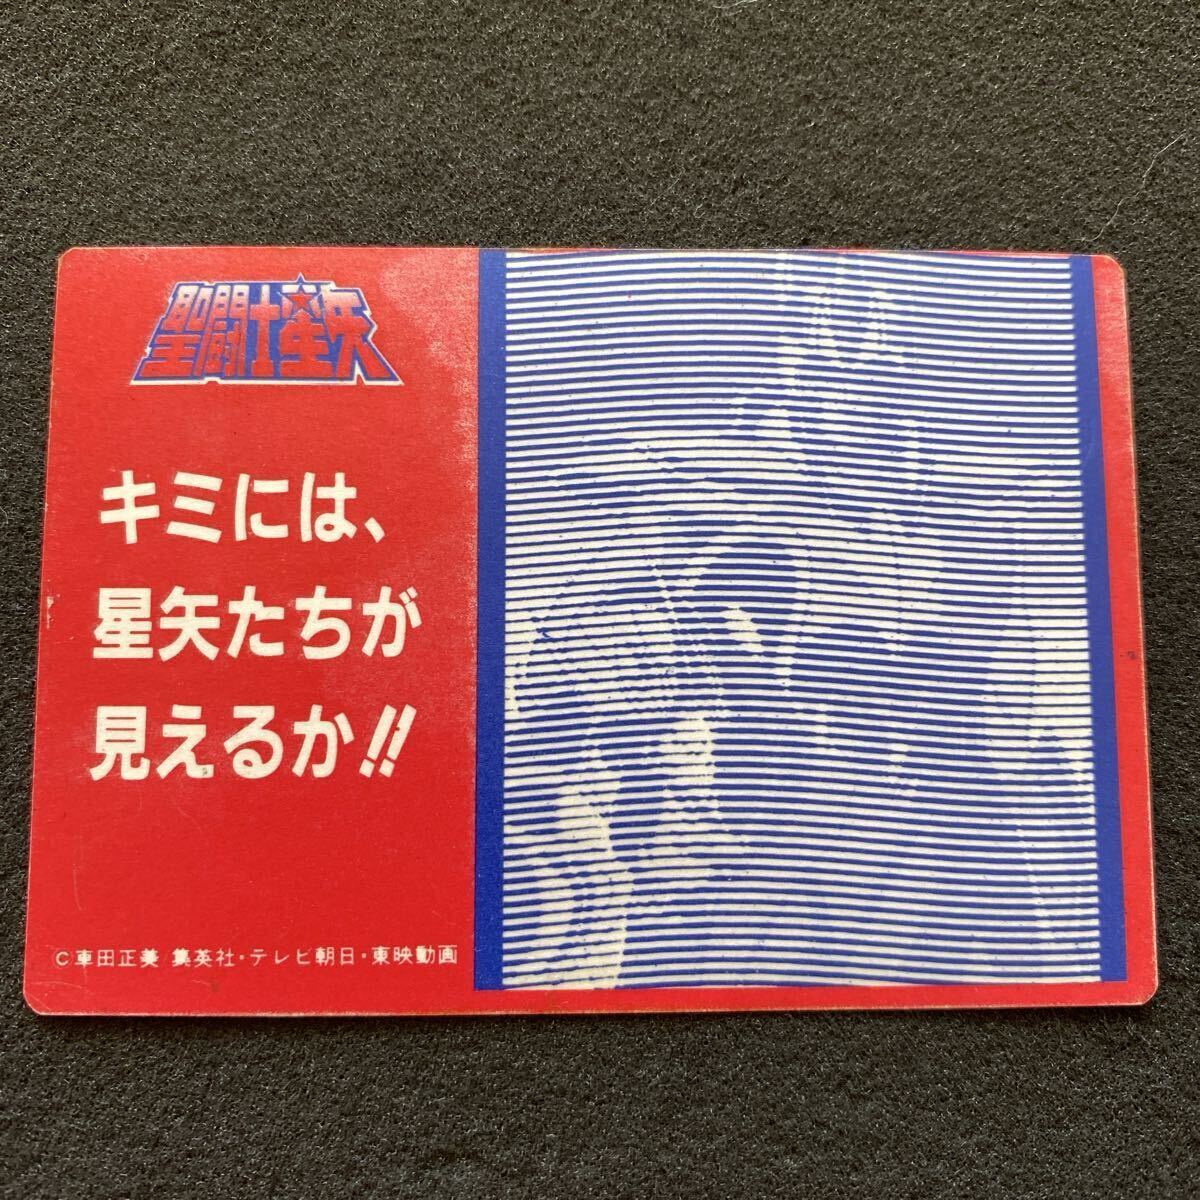 聖闘士星矢
キミには、
星矢たちが
見えるか!!
©車田正美 集英社・テレビ朝日・東映動画